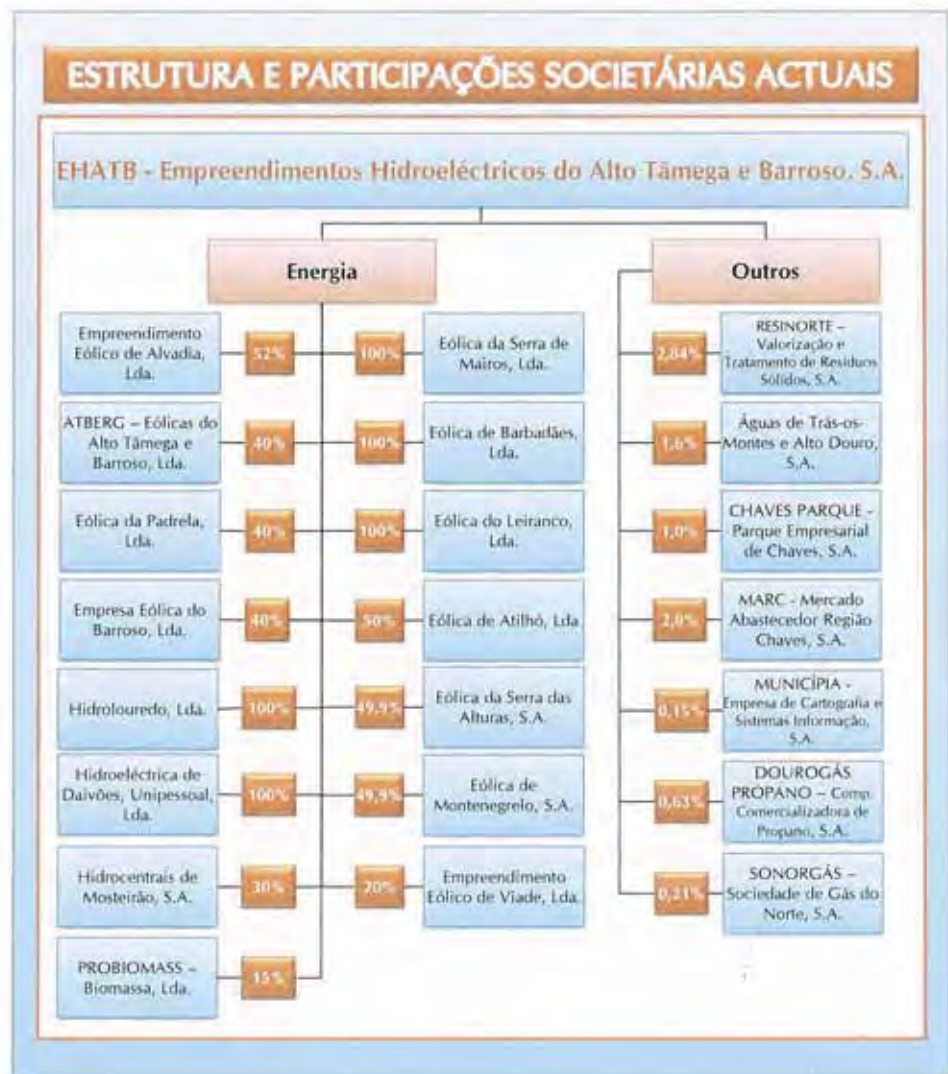 ESTRUTURA E PARTICIPAÇÕES SOCIETÁRIAS ACTUAIS
EHATB - Empreendimentos Hidroeléctricos do Alto Tâmega e Barroso, S.A.
Energia
Empreendimento
Eólico de Alvadia,
Lda.
52%
100%
Eólica da Serra de
Mairos, Lda.
ATBERG – Eólicas do
Alto Tâmega e
Barroso, Lda.
40%
100%
Eólica de Barbadães,
Lda.
Eólica da Padrela,
Lda.
40%
100%
Eólica do Leiranco,
Lda.
Empresa Eólica do
Barroso, Lda.
40%
50%
Eólica de Atilhó, Lda
Hidrolouredo, Lda.
100%
49,9%
Eólica da Serra das
Alturas, S.A.
Hidroeléctrica de
Daivões, Unipessoal,
Lda.
100%
49,9%
Eólica de
Montenegrelo, S.A.
Hidrocentrais de
Mosteirão, S.A.
30%
20%
Empreendimento
Eólico de Viade, Lda.
PROBIOMASS –
Biomassa, Lda.
15%
Outros
2,84%
RESINORTE –
Valorização e
Tratamento de Resíduos
Sólidos, S.A.
1,6%
Águas de Trás-os-
Montes e Alto Douro,
S.A.
1,0%
CHAVES PARQUE -
Parque Empresarial
de Chaves, S.A.
2,0%
MARC - Mercado
Abastecedor Região
Chaves, S.A.
0,15%
MUNICÍPIA -
Empresa de Cartografia e
Sistemas Informação,
S.A.
0,63%
DOUROGÁS
PROPANO – Comp.
Comercializadora de
Propano, S.A.
0,21%
SONORGÁS –
Sociedade de Gás do
Norte, S.A.